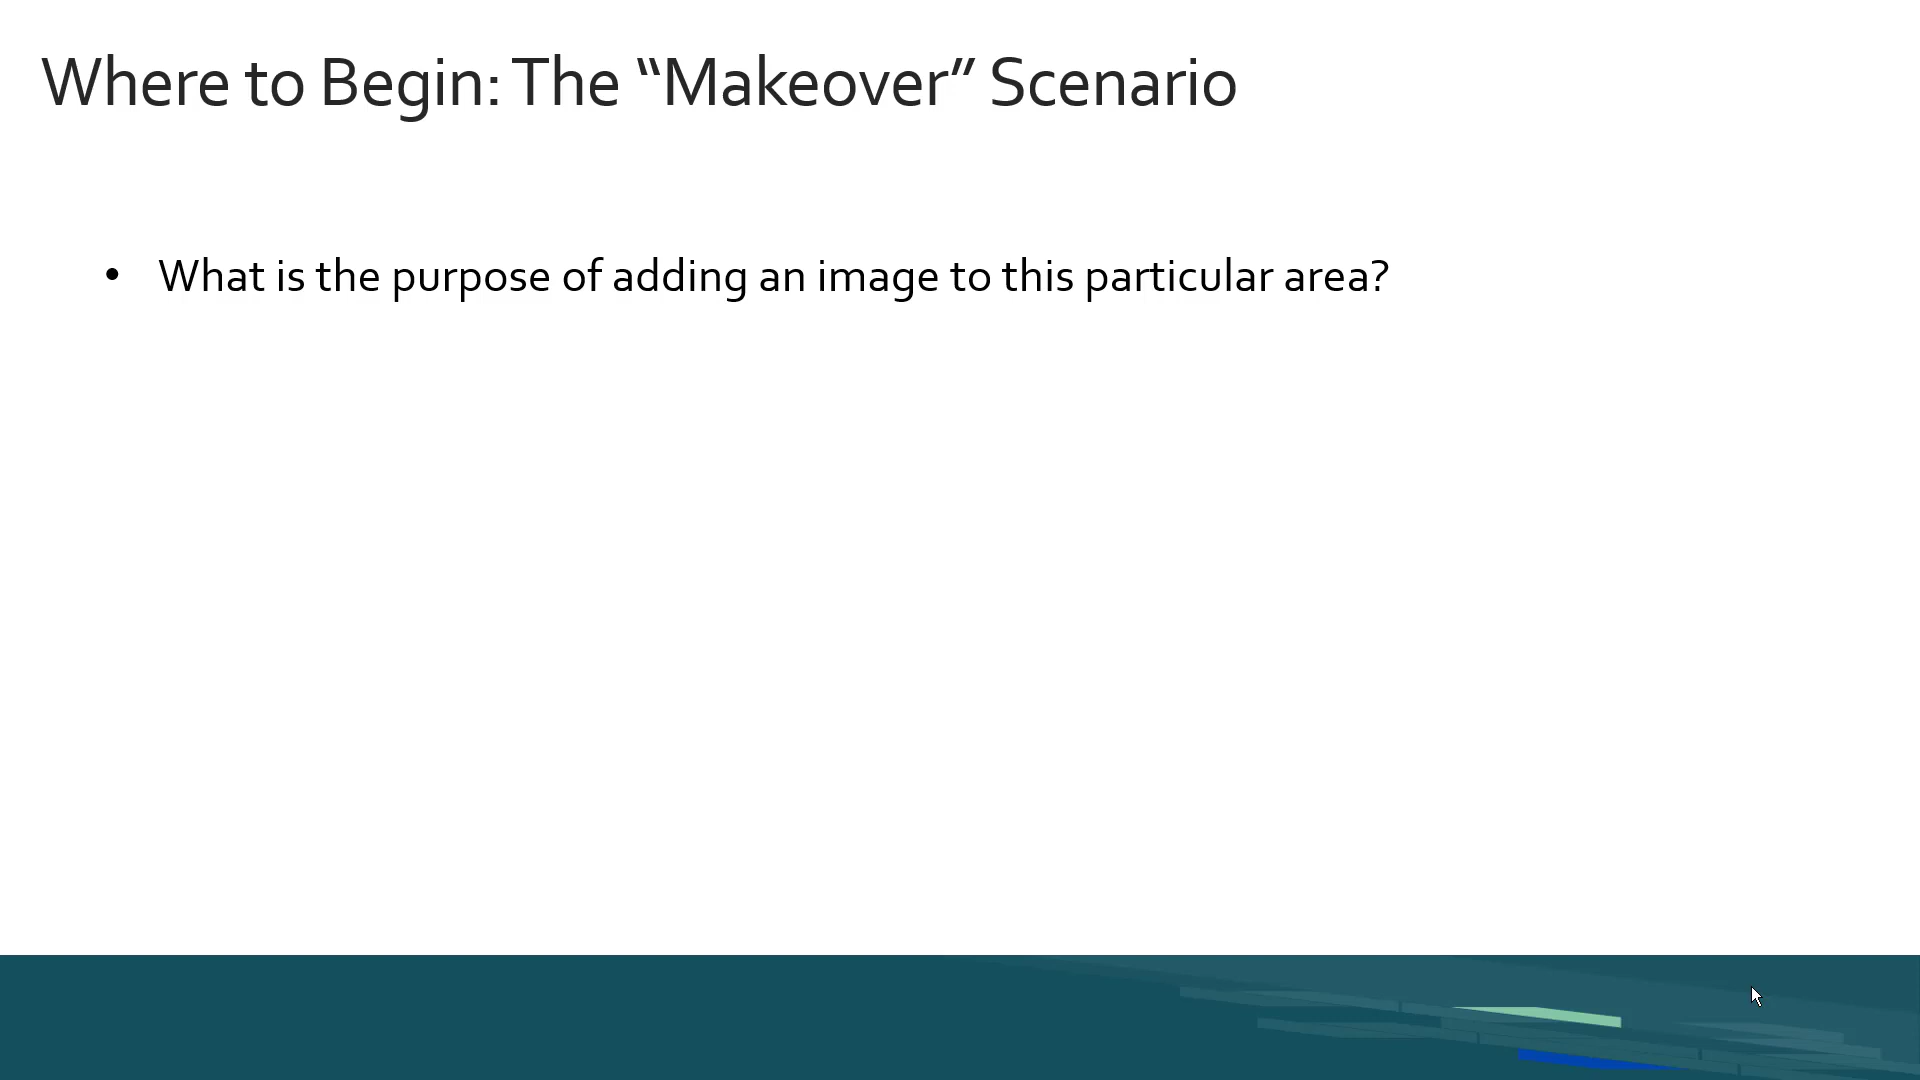 Where to Begin: The “Makeover” Scenario
• What is the purpose of adding an image to this particular area?